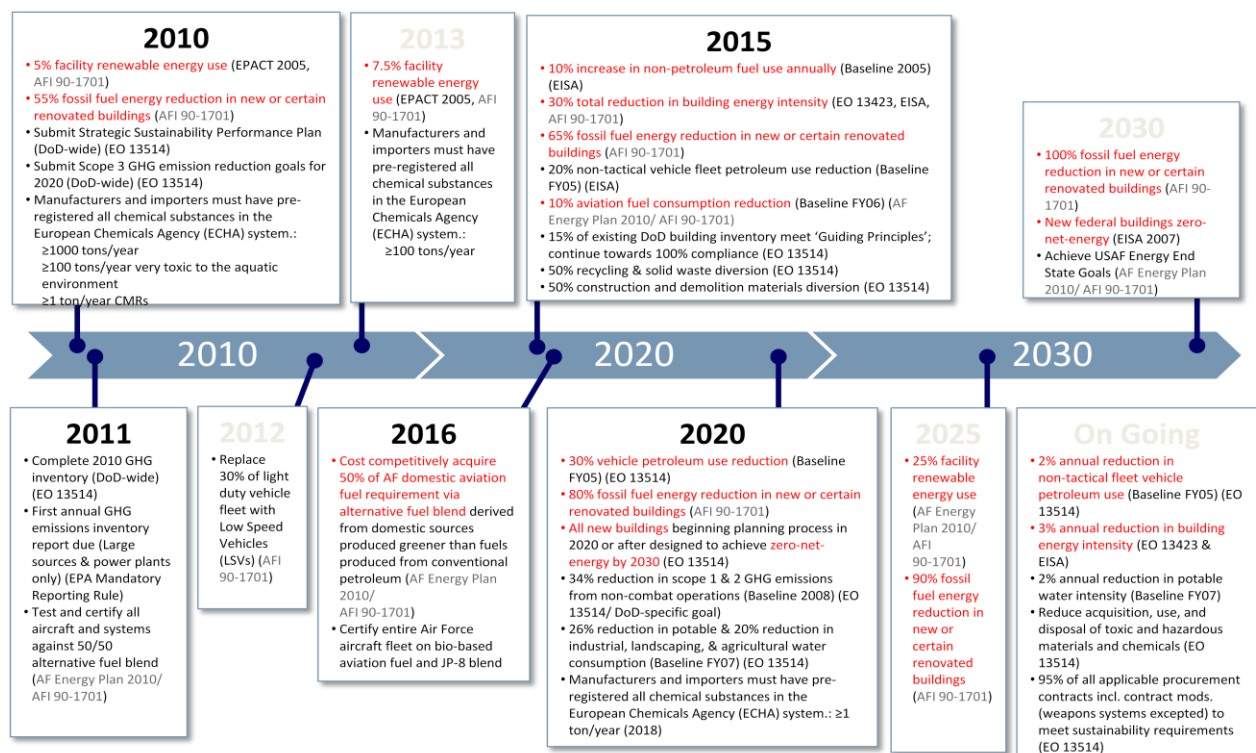 2010
• 5% facility renewable energy use (EPACT 2005,
AFI 90-1701)
• 55% fossil fuel energy reduction in new or certain
renovated buildings (AFI 90-1701)
• Submit Strategic Sustainability Performance Plan
(DoD-wide) (EO 13514)
• Submit Scope 3 GHG emission reduction goals for
2020 (DoD-wide) (EO 13514)
• Manufacturers and importers must have pre-
registered all chemical substances in the
European Chemicals Agency (ECHA) system.:
≥1000 tons/year
≥100 tons/year very toxic to the aquatic
environment
≥1 ton/year CMRs
2013
• 7.5% facility
renewable energy
use (EPACT 2005, AFI
90-1701)
• Manufacturers and
importers must have
pre-registered all
chemical substances
in the European
Chemicals Agency
(ECHA) system.:
≥100 tons/year
2015
• 10% increase in non-petroleum fuel use annually (Baseline 2005)
(EISA)
• 30% total reduction in building energy intensity (EO 13423, EISA,
AFI 90-1701)
• 65% fossil fuel energy reduction in new or certain renovated
buildings (AFI 90-1701)
• 20% non-tactical vehicle fleet petroleum use reduction (Baseline
FY05) (EISA)
• 10% aviation fuel consumption reduction (Baseline FY06) (AF
Energy Plan 2010/ AFI 90-1701)
• 15% of existing DoD building inventory meet ‘Guiding Principles’;
continue towards 100% compliance (EO 13514)
• 50% recycling & solid waste diversion (EO 13514)
• 50% construction and demolition materials diversion (EO 13514)
2030
• 100% fossil fuel energy
reduction in new or certain
renovated buildings (AFI 90-
1701)
• New federal buildings zero-
net-energy (EISA 2007)
• Achieve USAF Energy End
State Goals (AF Energy Plan
2010/ AFI 90-1701)
2010
2020
2030
2011
• Complete 2010 GHG
inventory (DoD-wide)
(EO 13514)
• First annual GHG
emissions inventory
report due (Large
sources & power plants
only) (EPA Mandatory
Reporting Rule)
• Test and certify all
aircraft and systems
against 50/50
alternative fuel blend
(AF Energy Plan 2010/
AFI 90-1701)
2012
• Replace
30% of light
duty vehicle
fleet with
Low Speed
Vehicles
(LSVs) (AFI
90-1701)
2016
• Cost competitively acquire
50% of AF domestic aviation
fuel requirement via
alternative fuel blend derived
from domestic sources
produced greener than fuels
produced from conventional
petroleum (AF Energy Plan
2010/
AFI 90-1701)
• Certify entire Air Force
aircraft fleet on bio-based
aviation fuel and JP-8 blend
2020
• 30% vehicle petroleum use reduction (Baseline
FY05) (EO 13514)
• 80% fossil fuel energy reduction in new or certain
renovated buildings (AFI 90-1701)
• All new buildings beginning planning process in
2020 or after designed to achieve zero-net-
energy by 2030 (EO 13514)
• 34% reduction in scope 1 & 2 GHG emissions
from non-combat operations (Baseline 2008) (EO
13514/ DoD-specific goal)
• 26% reduction in potable & 20% reduction in
industrial, landscaping, & agricultural water
consumption (Baseline FY07) (EO 13514)
• Manufacturers and importers must have pre-
registered all chemical substances in the
European Chemicals Agency (ECHA) system.: ≥1
ton/year (2018)
2025
• 25% facility
renewable
energy use
(AF Energy
Plan 2010/
AFI
90-1701)
• 90% fossil
fuel energy
reduction in
new or
certain
renovated
buildings
(AFI 90-1701)
On Going
• 2% annual reduction in
non-tactical fleet vehicle
petroleum use (Baseline FY05) (EO
13514)
• 3% annual reduction in building
energy intensity (EO 13423 &
EISA)
• 2% annual reduction in potable
water intensity (Baseline FY07)
• Reduce acquisition, use, and
disposal of toxic and hazardous
materials and chemicals (EO
13514)
• 95% of all applicable procurement
contracts incl. contract mods.
(weapons systems excepted) to
meet sustainability requirements
(EO 13514)